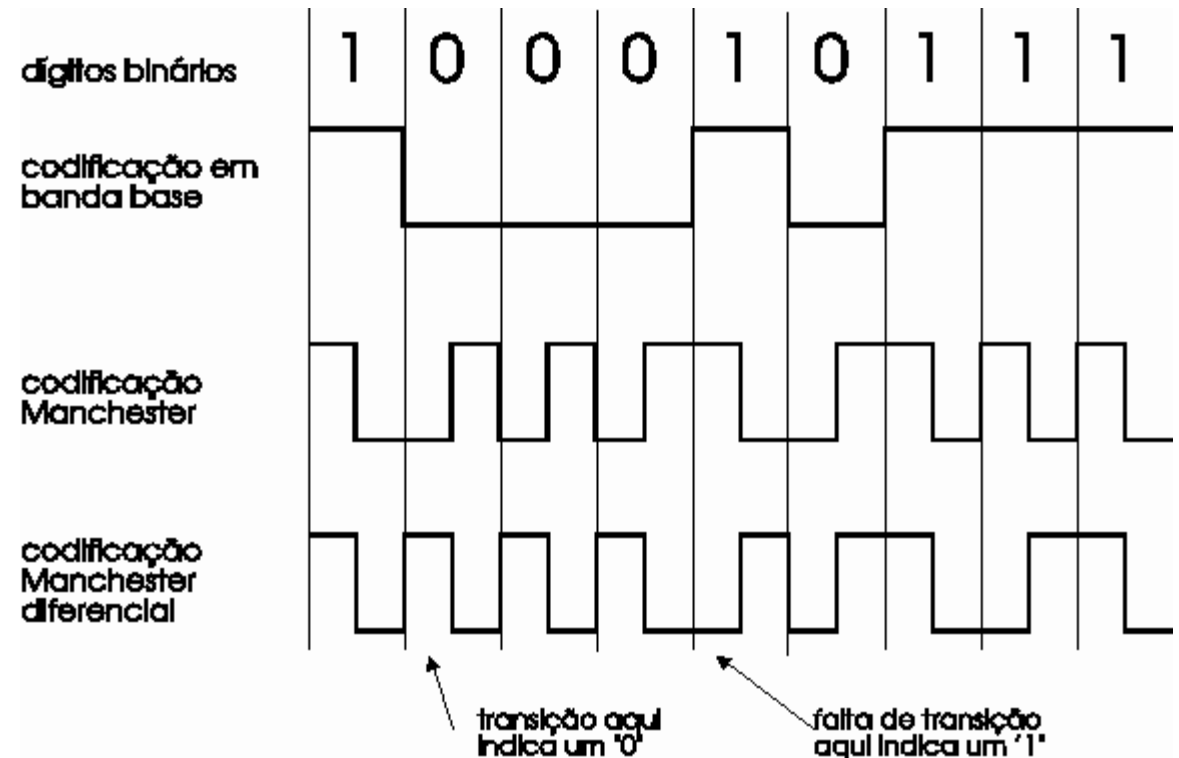 dígitos binários 1 0 0 0 1 0 1 1 1
codificação em
banda base
codificação
Manchester
codificação
Manchester
diferencial
transição aqui
indica um "0"
falta de transição
aqui indica um '1"